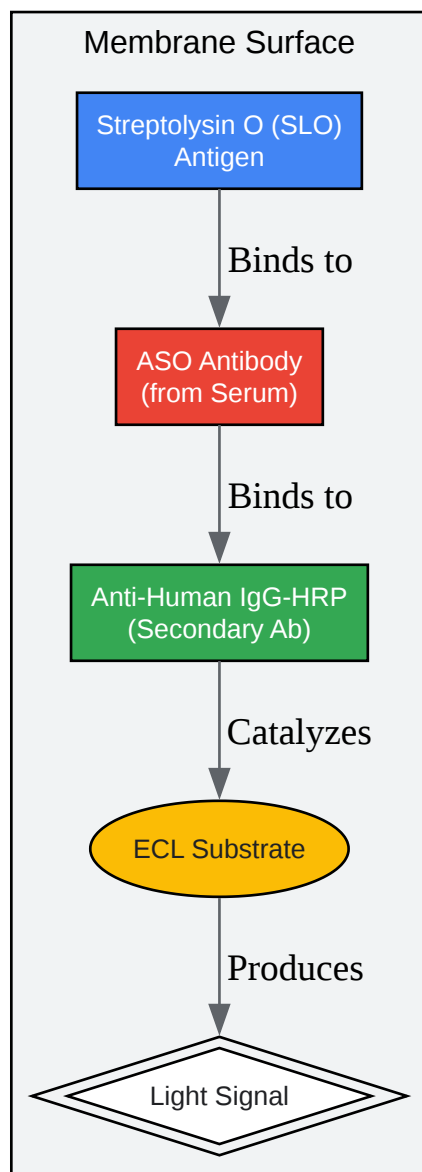 Membrane Surface
Streptolysin O (SLO)
Antigen
Binds to
ASO Antibody
(from Serum)
Binds to
Anti-Human IgG-HRP
(Secondary Ab)
Catalyzes
ECL Substrate
Produces
Light Signal